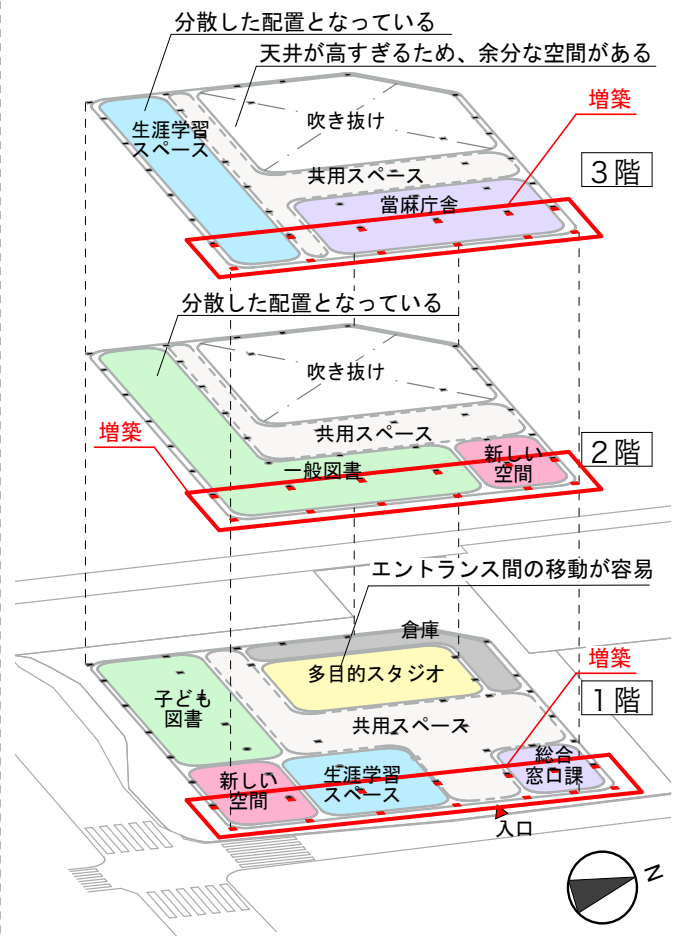 分散した配置となっている
天井が高すぎるため、余分な空間がある
増築
吹き抜け
生涯学習
スペース
3階
共用スペース
當麻庁舎
分散した配置となっている
吹き抜け
増築
共用スペース
新しい
空間
2階
一般図書
エントランス間の移動が容易
倉庫
増築
多目的スタジオ
1階
子ども
図書
共用スペース
総合
窓口課
新しい
空間
生涯学習
スペース
入口
N